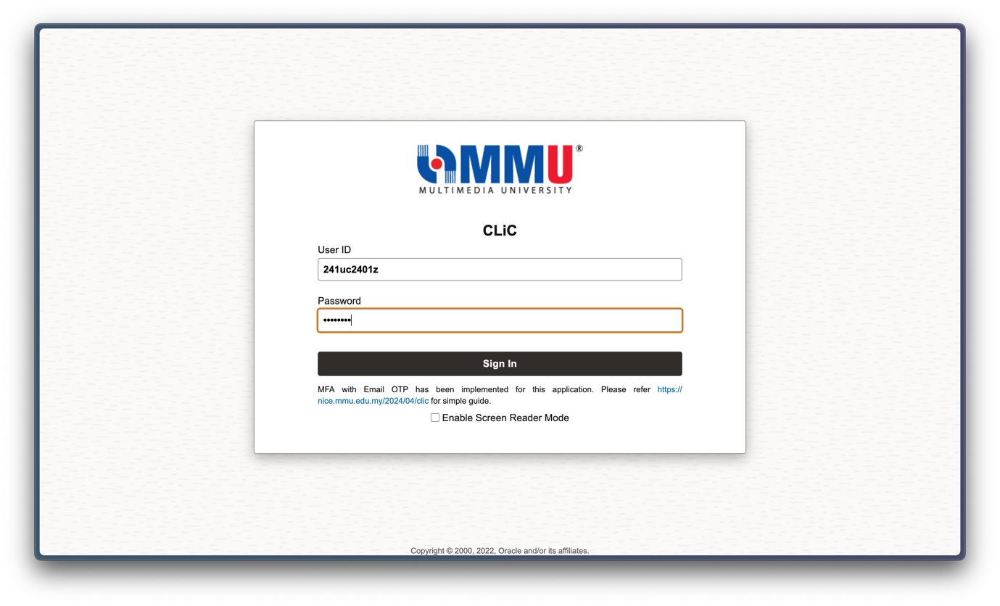 MMU®
MULTIMEDIA UNIVERSITY
CLiC
User ID
241uc2401z
Password
••••••••
Sign In
MFA with Email OTP has been implemented for this application. Please refer https://
nice.mmu.edu.my/2024/04/clic for simple guide.
Enable Screen Reader Mode
Copyright © 2000, 2022, Oracle and/or its affiliates.